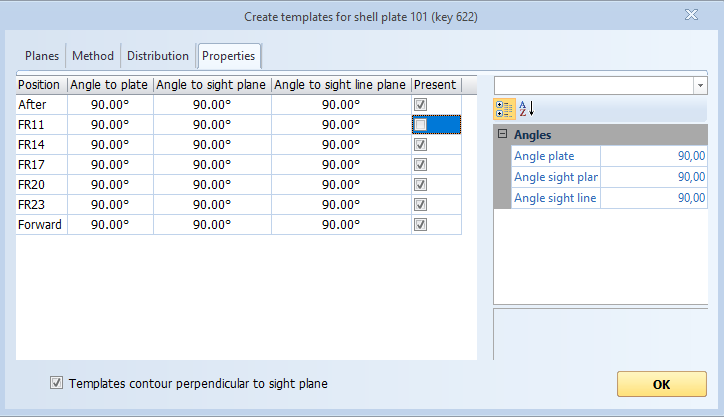 Create templates for shell plate 101 (key 622)
Planes Method Distribution Properties
Position Angle to plate Angle to sight plane Angle to sight line plane Present
After 90.00° 90.00° 90.00°
FR11 90.00° 90.00° 90.00°
FR14 90.00° 90.00° 90.00°
FR17 90.00° 90.00° 90.00°
FR20 90.00° 90.00° 90.00°
FR23 90.00° 90.00° 90.00°
Forward 90.00° 90.00° 90.00°
A Z
Angles
Angle plate 90,00
Angle sight plar 90,00
Angle sight line 90,00
Templates contour perpendicular to sight plane
OK